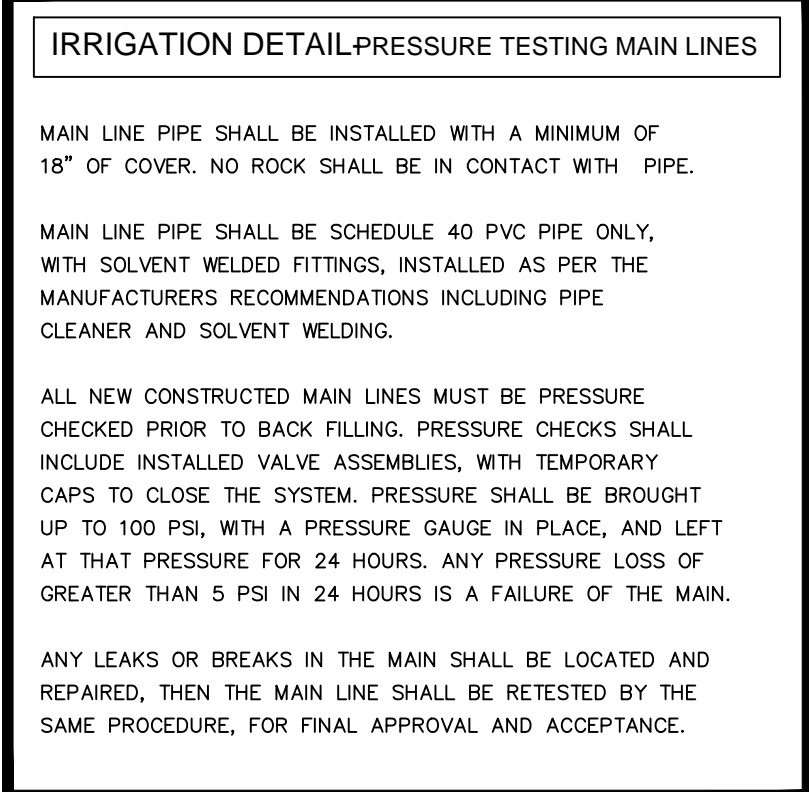 IRRIGATION DETAIL-PRESSURE TESTING MAIN LINES
MAIN LINE PIPE SHALL BE INSTALLED WITH A MINIMUM OF
18" OF COVER. NO ROCK SHALL BE IN CONTACT WITH PIPE.
MAIN LINE PIPE SHALL BE SCHEDULE 40 PVC PIPE ONLY,
WITH SOLVENT WELDED FITTINGS, INSTALLED AS PER THE
MANUFACTURERS RECOMMENDATIONS INCLUDING PIPE
CLEANER AND SOLVENT WELDING.
ALL NEW CONSTRUCTED MAIN LINES MUST BE PRESSURE
CHECKED PRIOR TO BACK FILLING. PRESSURE CHECKS SHALL
INCLUDE INSTALLED VALVE ASSEMBLIES, WITH TEMPORARY
CAPS TO CLOSE THE SYSTEM. PRESSURE SHALL BE BROUGHT
UP TO 100 PSI, WITH A PRESSURE GAUGE IN PLACE, AND LEFT
AT THAT PRESSURE FOR 24 HOURS. ANY PRESSURE LOSS OF
GREATER THAN 5 PSI IN 24 HOURS IS A FAILURE OF THE MAIN.
ANY LEAKS OR BREAKS IN THE MAIN SHALL BE LOCATED AND
REPAIRED, THEN THE MAIN LINE SHALL BE RETESTED BY THE
SAME PROCEDURE, FOR FINAL APPROVAL AND ACCEPTANCE.